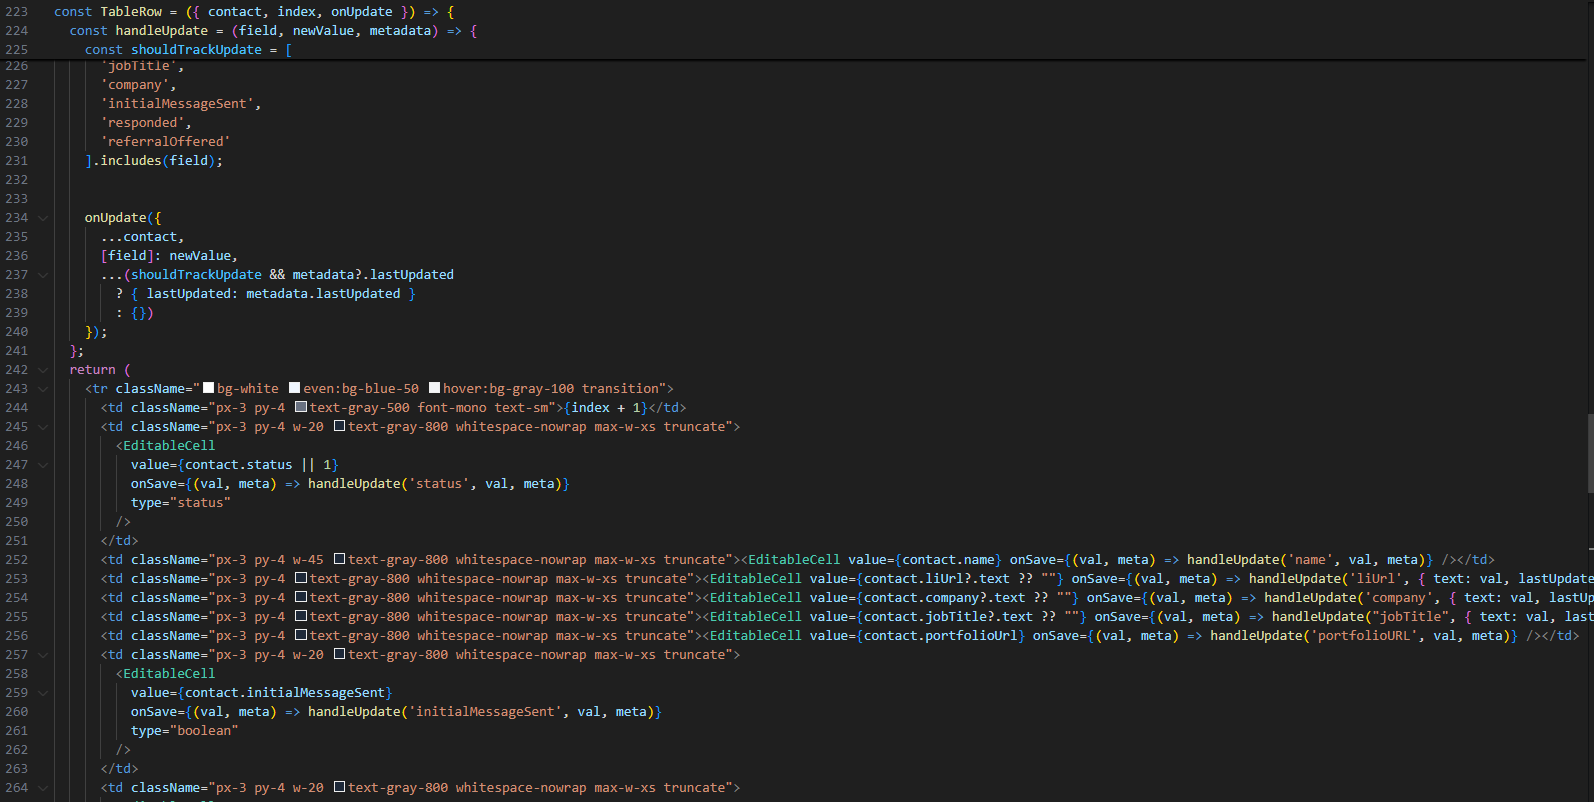 223 const TableRow = ({ contact, index, onUpdate }) => {
224 const handleUpdate = (field, newValue, metadata) => {
225 const shouldTrackUpdate = [
226 'jobTitle',
227 'company',
228 'initialMessageSent',
229 'responded',
230 'referralOffered'
231 ].includes(field);
232
233
234 onUpdate({
235 ...contact,
236 [field]: newValue,
237 ...(shouldTrackUpdate && metadata?.lastUpdated
238 ? { lastUpdated: metadata.lastUpdated }
239 : {})
240 });
241 };
242 return (
243 <tr className="bg-white even:bg-blue-50 hover:bg-gray-100 transition">
244 <td className="px-3 py-4 text-gray-500 font-mono text-sm">{index + 1}</td>
245 <td className="px-3 py-4 w-20 text-gray-800 whitespace-nowrap max-w-xs truncate">
246 <EditableCell
247 value={contact.status || 1}
248 onSave={(val, meta) => handleUpdate('status', val, meta)}
249 type="status"
250 />
251 </td>
252 <td className="px-3 py-4 w-45 text-gray-800 whitespace-nowrap max-w-xs truncate"><EditableCell value={contact.name} onSave={(val, meta) => handleUpdate('name', val, meta)} /></td>
253 <td className="px-3 py-4 text-gray-800 whitespace-nowrap max-w-xs truncate"><EditableCell value={contact.liUrl?.text ?? ""} onSave={(val, meta) => handleUpdate('liUrl', { text: val, lastUpdate
254 <td className="px-3 py-4 text-gray-800 whitespace-nowrap max-w-xs truncate"><EditableCell value={contact.company?.text ?? ""} onSave={(val, meta) => handleUpdate('company', { text: val, lastUp
255 <td className="px-3 py-4 text-gray-800 whitespace-nowrap max-w-xs truncate"><EditableCell value={contact.jobTitle?.text ?? ""} onSave={(val, meta) => handleUpdate("jobTitle", { text: val, last
256 <td className="px-3 py-4 text-gray-800 whitespace-nowrap max-w-xs truncate"><EditableCell value={contact.portfolioUrl} onSave={(val, meta) => handleUpdate('portfolioURL', val, meta)} /></td>
257 <td className="px-3 py-4 w-20 text-gray-800 whitespace-nowrap max-w-xs truncate">
258 <EditableCell
259 value={contact.initialMessageSent}
260 onSave={(val, meta) => handleUpdate('initialMessageSent', val, meta)}
261 type="boolean"
262 />
263 </td>
264 <td className="px-3 py-4 w-20 text-gray-800 whitespace-nowrap max-w-xs truncate">